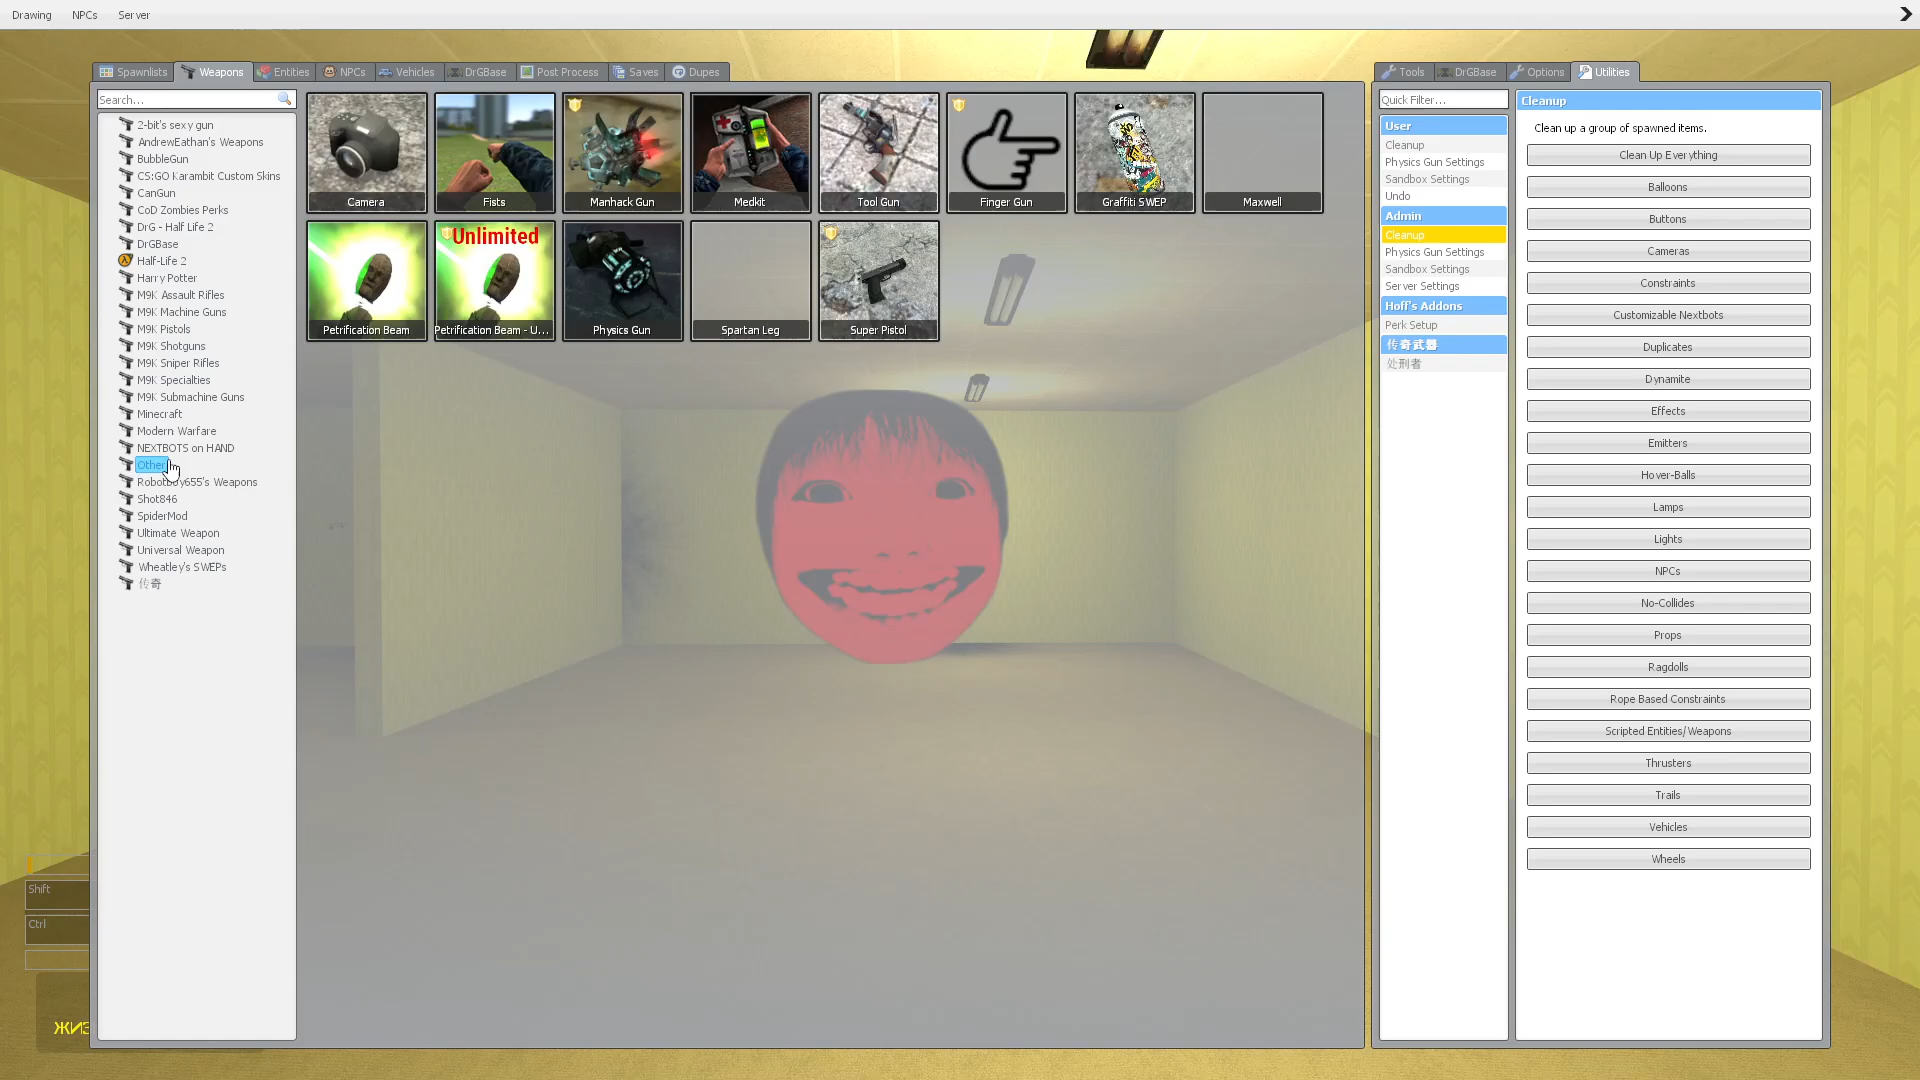 Drawing NPCs Server
Spawnlists Weapons Entities NPCs Vehicles DrGBase Post Process Saves Dupes
Search...
2-bit's sexy gun
AndrewEathan's Weapons
BubbleGun
CS:GO Karambit Custom Skins
CanGun
CoD Zombies Perks
DrG - Half Life 2
DrGBase
Half-Life 2
Harry Potter
M9K Assault Rifles
M9K Machine Guns
M9K Pistols
M9K Shotguns
M9K Sniper Rifles
M9K Specialties
M9K Submachine Guns
Minecraft
Modern Warfare
NEXTBOTS on HAND
Other
Robotboy655's Weapons
Shot846
SpiderMod
Ultimate Weapon
Universal Weapon
Wheatley's SWEPs
传奇
Camera
Fists
Manhack Gun
Medkit
Tool Gun
Finger Gun
Graffiti SWEP
Maxwell
Petrification Beam
Unlimited
Petrification Beam - U...
Physics Gun
Spartan Leg
Super Pistol
Tools DrGBase Options Utilities
Quick Filter...
User
Cleanup
Physics Gun Settings
Sandbox Settings
Undo
Admin
Cleanup
Physics Gun Settings
Sandbox Settings
Server Settings
Hoff's Addons
Perk Setup
传奇武器
处刑者
Cleanup
Clean up a group of spawned items.
Clean Up Everything
Balloons
Buttons
Cameras
Constraints
Customizable Nextbots
Duplicates
Dynamite
Effects
Emitters
Hover-Balls
Lamps
Lights
NPCs
No-Collides
Props
Ragdolls
Rope Based Constraints
Scripted Entities/Weapons
Thrusters
Trails
Vehicles
Wheels
Shift
Ctrl
ЖИЗ